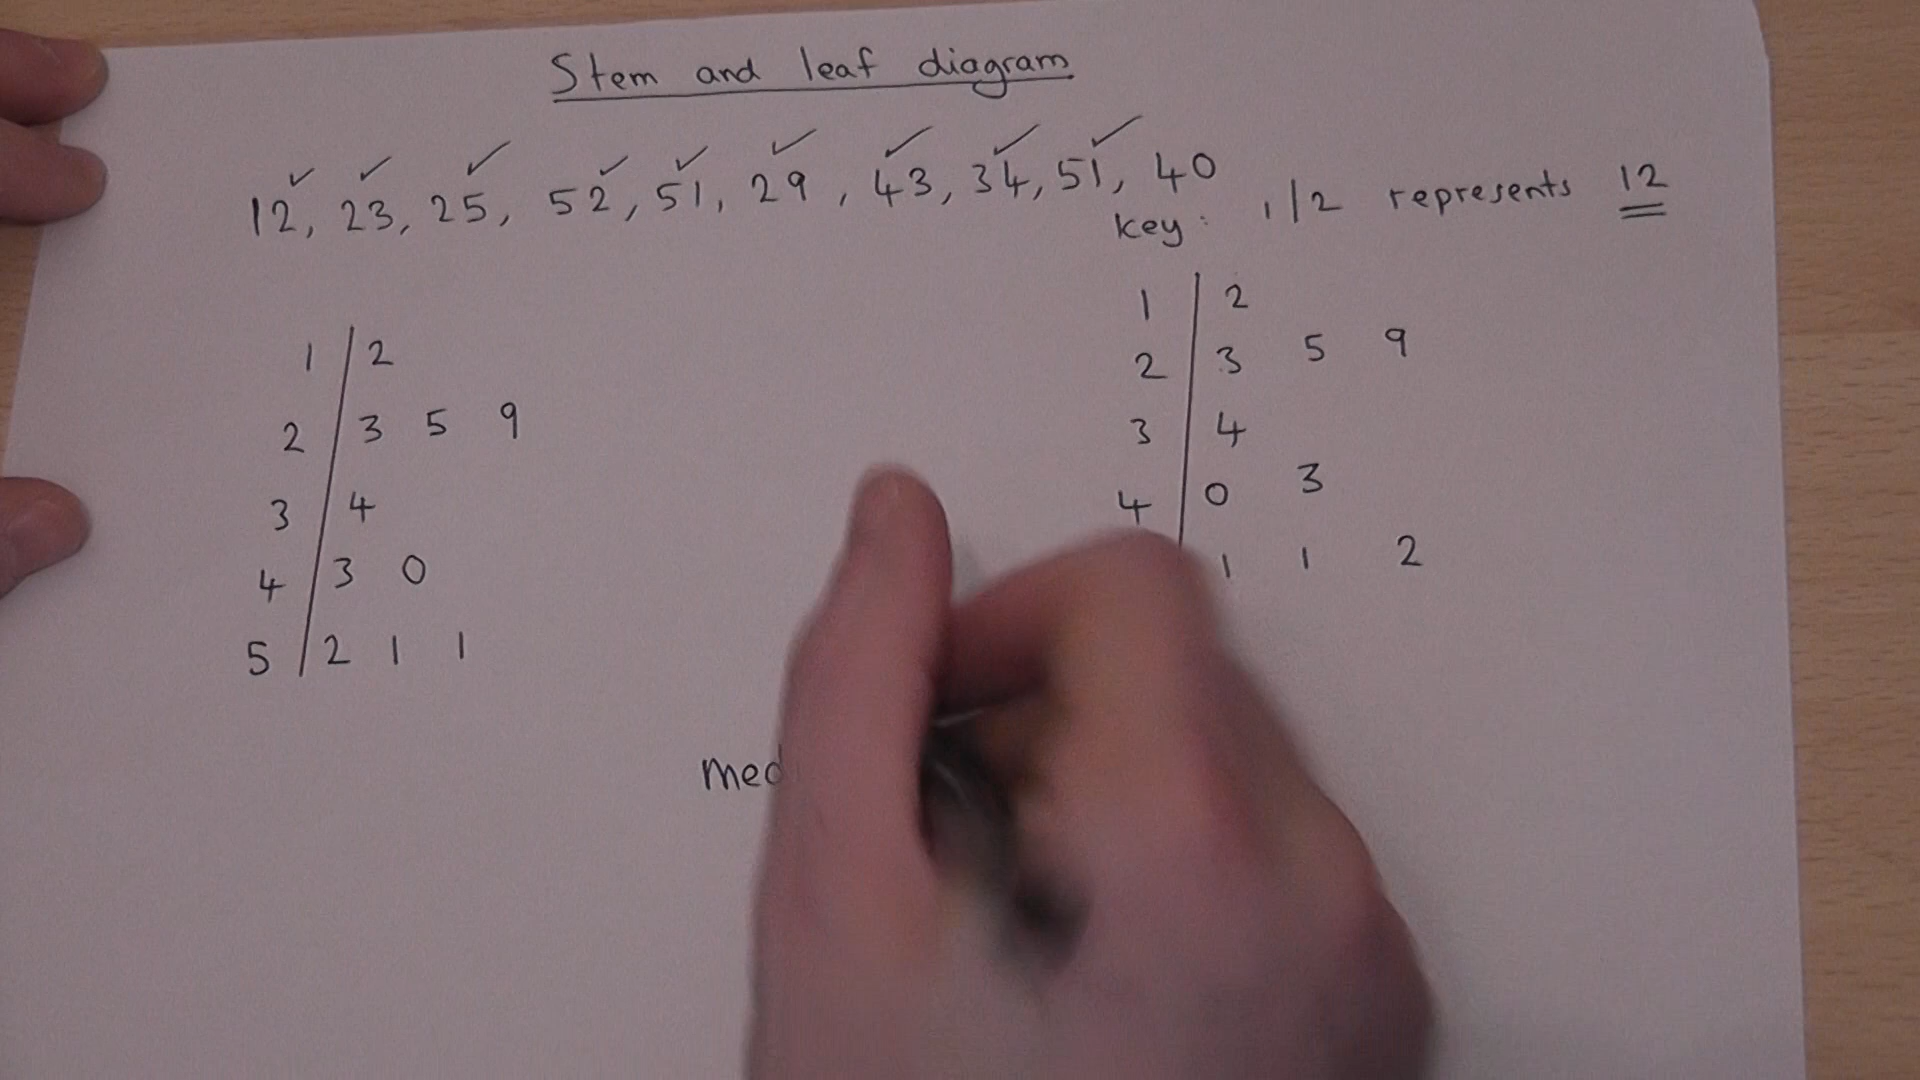 Stem and leaf diagram
12, 23, 25, 52, 51, 29, 43, 34, 51, 40
key: 1/2 represents 12
1 | 2
2 | 3 5 9
3 | 4
4 | 3 0
5 | 2 1 1
1 | 2
2 | 3 5 9
3 | 4
4 | 0 3
1 1 2